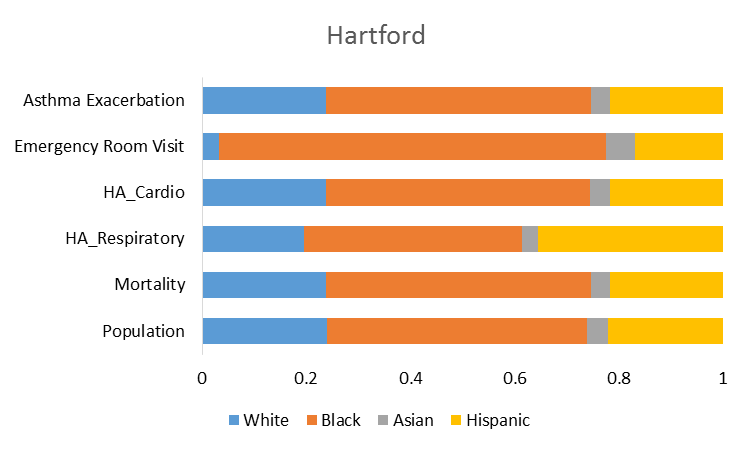 Hartford
Asthma Exacerbation
Emergency Room Visit
HA_Cardio
HA_Respiratory
Mortality
Population
0 0.2 0.4 0.6 0.8 1
White Black Asian Hispanic